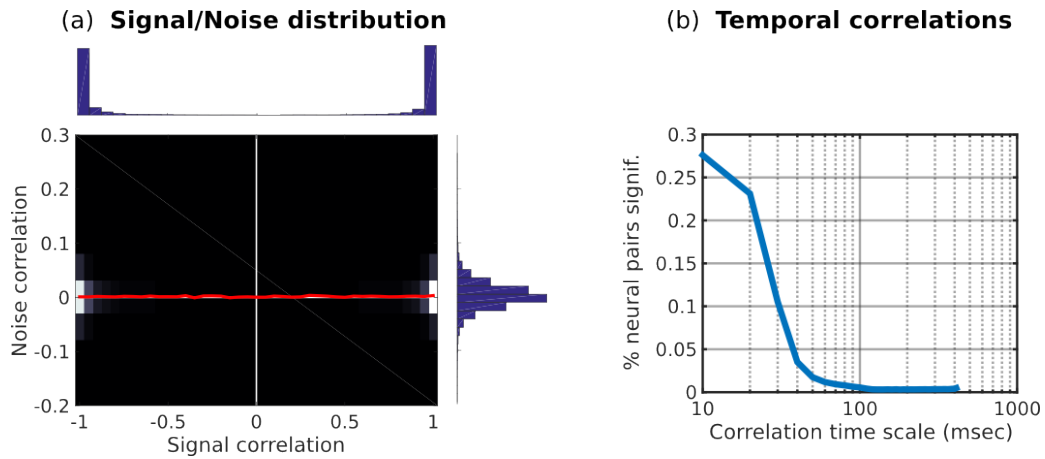 (a) Signal/Noise distribution
0.3
0.2
0.1
0
-0.1
-0.2
Noise correlation
-1 -0.5 0 0.5 1
Signal correlation
(b) Temporal correlations
0.3
0.25
0.2
0.15
0.1
0.05
0
% neural pairs signif.
10 100 1000
Correlation time scale (msec)